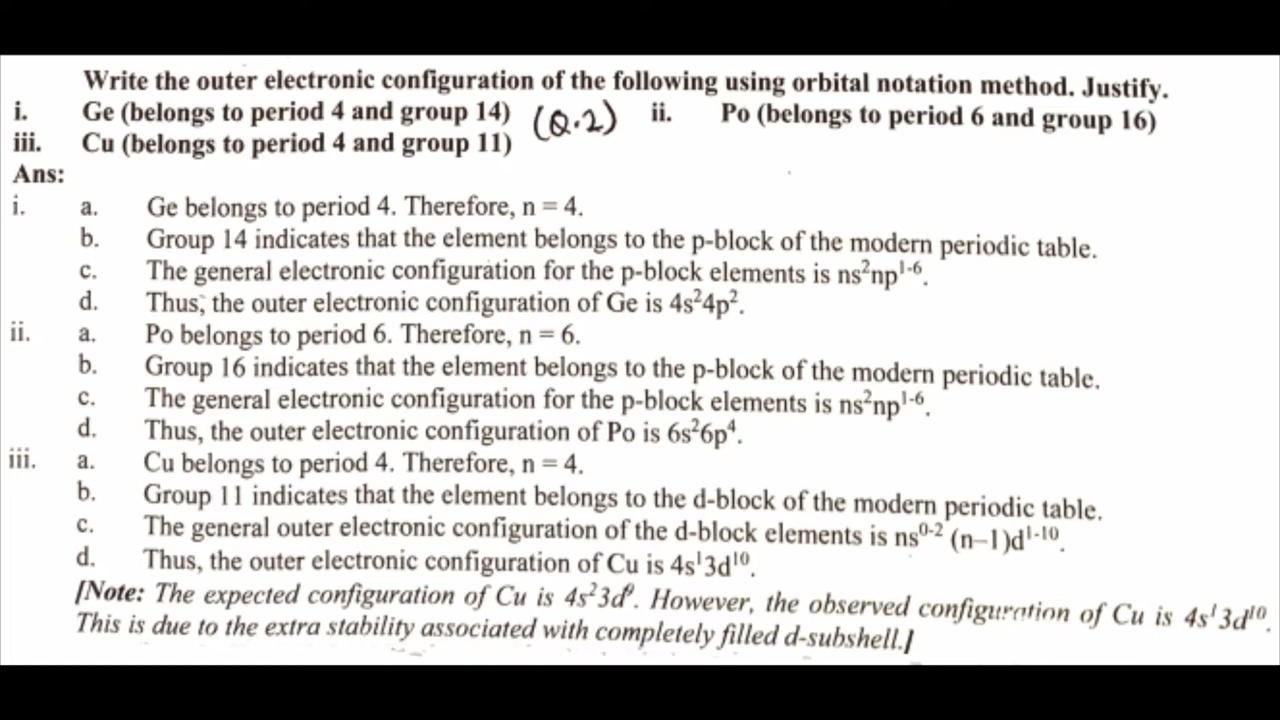 Write the outer electronic configuration of the following using orbital notation method. Justify.
i. Ge (belongs to period 4 and group 14) (Q.2) ii. Po (belongs to period 6 and group 16)
iii. Cu (belongs to period 4 and group 11)
Ans:
i. a. Ge belongs to period 4. Therefore, n = 4.
b. Group 14 indicates that the element belongs to the p-block of the modern periodic table.
c. The general electronic configuration for the p-block elements is ns²np¹⁻⁶.
d. Thus, the outer electronic configuration of Ge is 4s²4p².
ii. a. Po belongs to period 6. Therefore, n = 6.
b. Group 16 indicates that the element belongs to the p-block of the modern periodic table.
c. The general electronic configuration for the p-block elements is ns²np¹⁻⁶.
d. Thus, the outer electronic configuration of Po is 6s²6p⁴.
iii. a. Cu belongs to period 4. Therefore, n = 4.
b. Group 11 indicates that the element belongs to the d-block of the modern periodic table.
c. The general outer electronic configuration of the d-block elements is ns⁰⁻² (n–1)d¹⁻¹⁰.
d. Thus, the outer electronic configuration of Cu is 4s¹3d¹⁰.
[Note: The expected configuration of Cu is 4s²3d⁹. However, the observed configuration of Cu is 4s¹3d¹⁰.
This is due to the extra stability associated with completely filled d-subshell.]